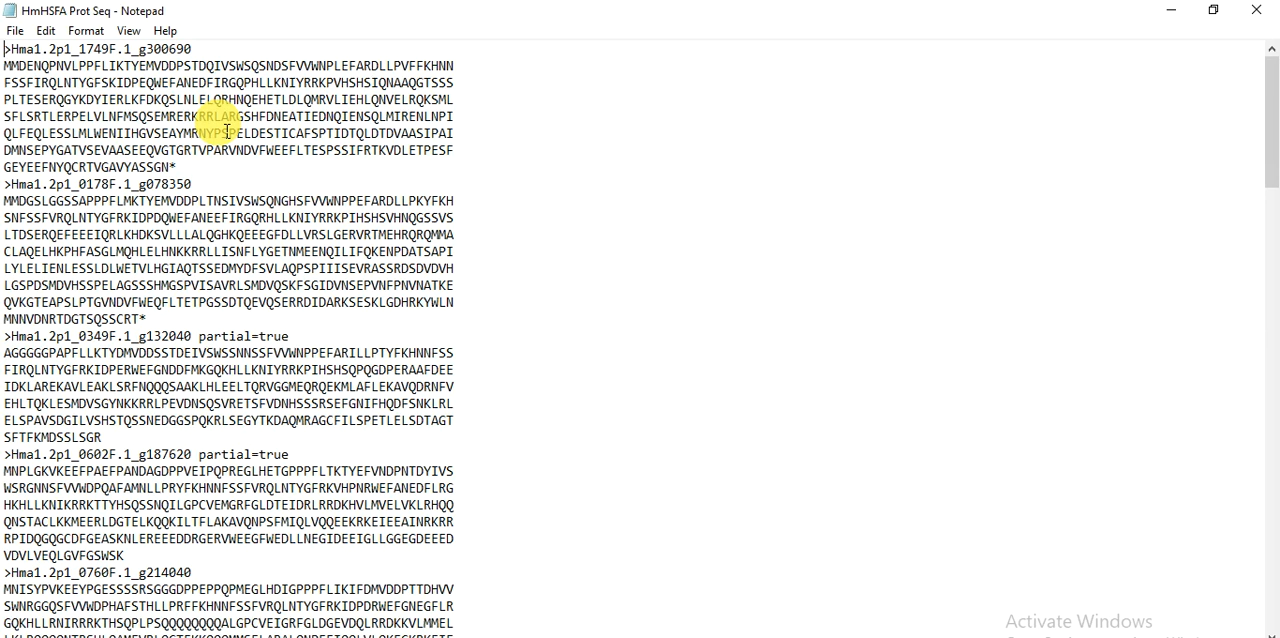 HmHSFA Prot Seq - Notepad
File Edit Format View Help
>Hma1.2p1_1749F.1_g300690
MMDENQPNVLPPFLIKTYEMVDDPSTDQIVSWSQSNDSFVVWNPLEFARDLLPVFFKHNN
FSSFIRQLNTYGFSKIDPEQWEFANEDFIRGQPHLLKNIYRRKPVHSHSIQNAAQGTSSS
PLTESERQGYKDYIERLKFDKQSLNLELQRHNQEHETLDLQMRVLIEHLQNVELRQKSML
SFLSRTLERPELVLNFMSQSEMRERKRRLARGSHFDNEATIEDNQIENSQLMIRENLNPI
QLFEQLESSLMLWENIIHGVSEAYMRNYPSPELDESTICAFSPTIDTQLDTDVAASIPAI
DMNSEPYGATVSEVAASEEQVGTGRTVPARVNDVFWEEFLTESPSSIFRTKVDLETPESF
GEYEEFNYQCRTVGAVYASSGN*
>Hma1.2p1_0178F.1_g078350
MMDGSLGGSSAPPPFLMKTYEMVDDPLTNSIVSWSQNGHSFVVWNPPEFARDLLPKYFKH
SNFSSFVRQLNTYGFRKIDPDQWEFANEEFIRGQRHLLKNIYRRKPIHSHSVHNQGSSVS
LTDSERQEFEEEIQRLKHDKSVLLLALQGHKQEEEGFDLLVRSLGERVRTMEHRQRQMMA
CLAQELHKPHFASGLMQHLELHNKKRRLLISNFLYGETNMEENQILIFQKENPDATSAPI
LYLELIENLESSLDLWETVLHGIAQTSSEDMYDFSVLAQPSPIIISEVRASSRDSDVDVH
LGSPDSMDVHSSPELAGSSSHMGSPVISAVRLSMDVQSKFSGIDVNSEPVNFPNVNATKE
QVKGTEAPSLPTGVNDVFWEQFLTETPGSSDTQEVQSERRDIDARKSESKLGDHRKYWLN
MNNVDNRTDGTSQSSCRT*
>Hma1.2p1_0349F.1_g132040 partial=true
AGGGGGPAPFLLKTYDMVDDSSTDEIVSWSSNNSSFVVWNPPEFARILLPTYFKHNNFSS
FIRQLNTYGFRKIDPERWEFGNDDFMKGQKHLLKNIYRRKPIHSHSQPQGDPERAAFDEE
IDKLAREKAVLEAKLSRFNQQQSAAKLHLEELTQRVGGMEQRQEKMLAFLEKAVQDRNFV
EHLTQKLESMDVSGYNKKRRLPEVDNSQSVRETSFVDNHSSSRSEFGNIFHQDFSNKLRL
ELSPAVSDGILVSHSTQSSNEDGGSPQKRLSEGYTKDAQMRAGCFILSPETLELSDTAGT
SFTFKMDSSLSGR
>Hma1.2p1_0602F.1_g187620 partial=true
MNPLGKVKEEFPAEFPANDAGDPPVEIPQPREGLHETGPPPFLTKTYEFVNDPNTDYIVS
WSRGNNSFVVWDPQAFAMNLLPRYFKHNNFSSFVRQLNTYGFRKVHPNRWEFANEDFLRG
HKHLLKNIKRRKTTYHSQSSNQILGPCVEMGRFGLDTEIDRLRRDKHVLMVELVKLRHQQ
QNSTACLKKMEERLDGTELKQQKILTFLAKAVQNPSFMIQLVQQEEKRKEIEEAINRKRR
RPIDQGQGCDFGEASKNLEREEEDDRGERVWEEGFWEDLLNEGIDEEIGLLGGEGDEEED
VDVLVEQLGVFGSWSK
>Hma1.2p1_0760F.1_g214040
MNISYPVKEEYPGESSSSRSGGGDPPEPPQPMEGLHDIGPPPFLIKIFDMVDDPTTDHVV
SWNRGGQSFVVWDPHAFSTHLLPRFFKHNNFSSFVRQLNTYGFRKIDPDRWEFGNEGFLR
GQKHLLRNIRRRKTHSQPLPSQQQQQQQQALGPCVEIGRFGLDGEVDQLRRDKKVLMMEL
Activate Windows